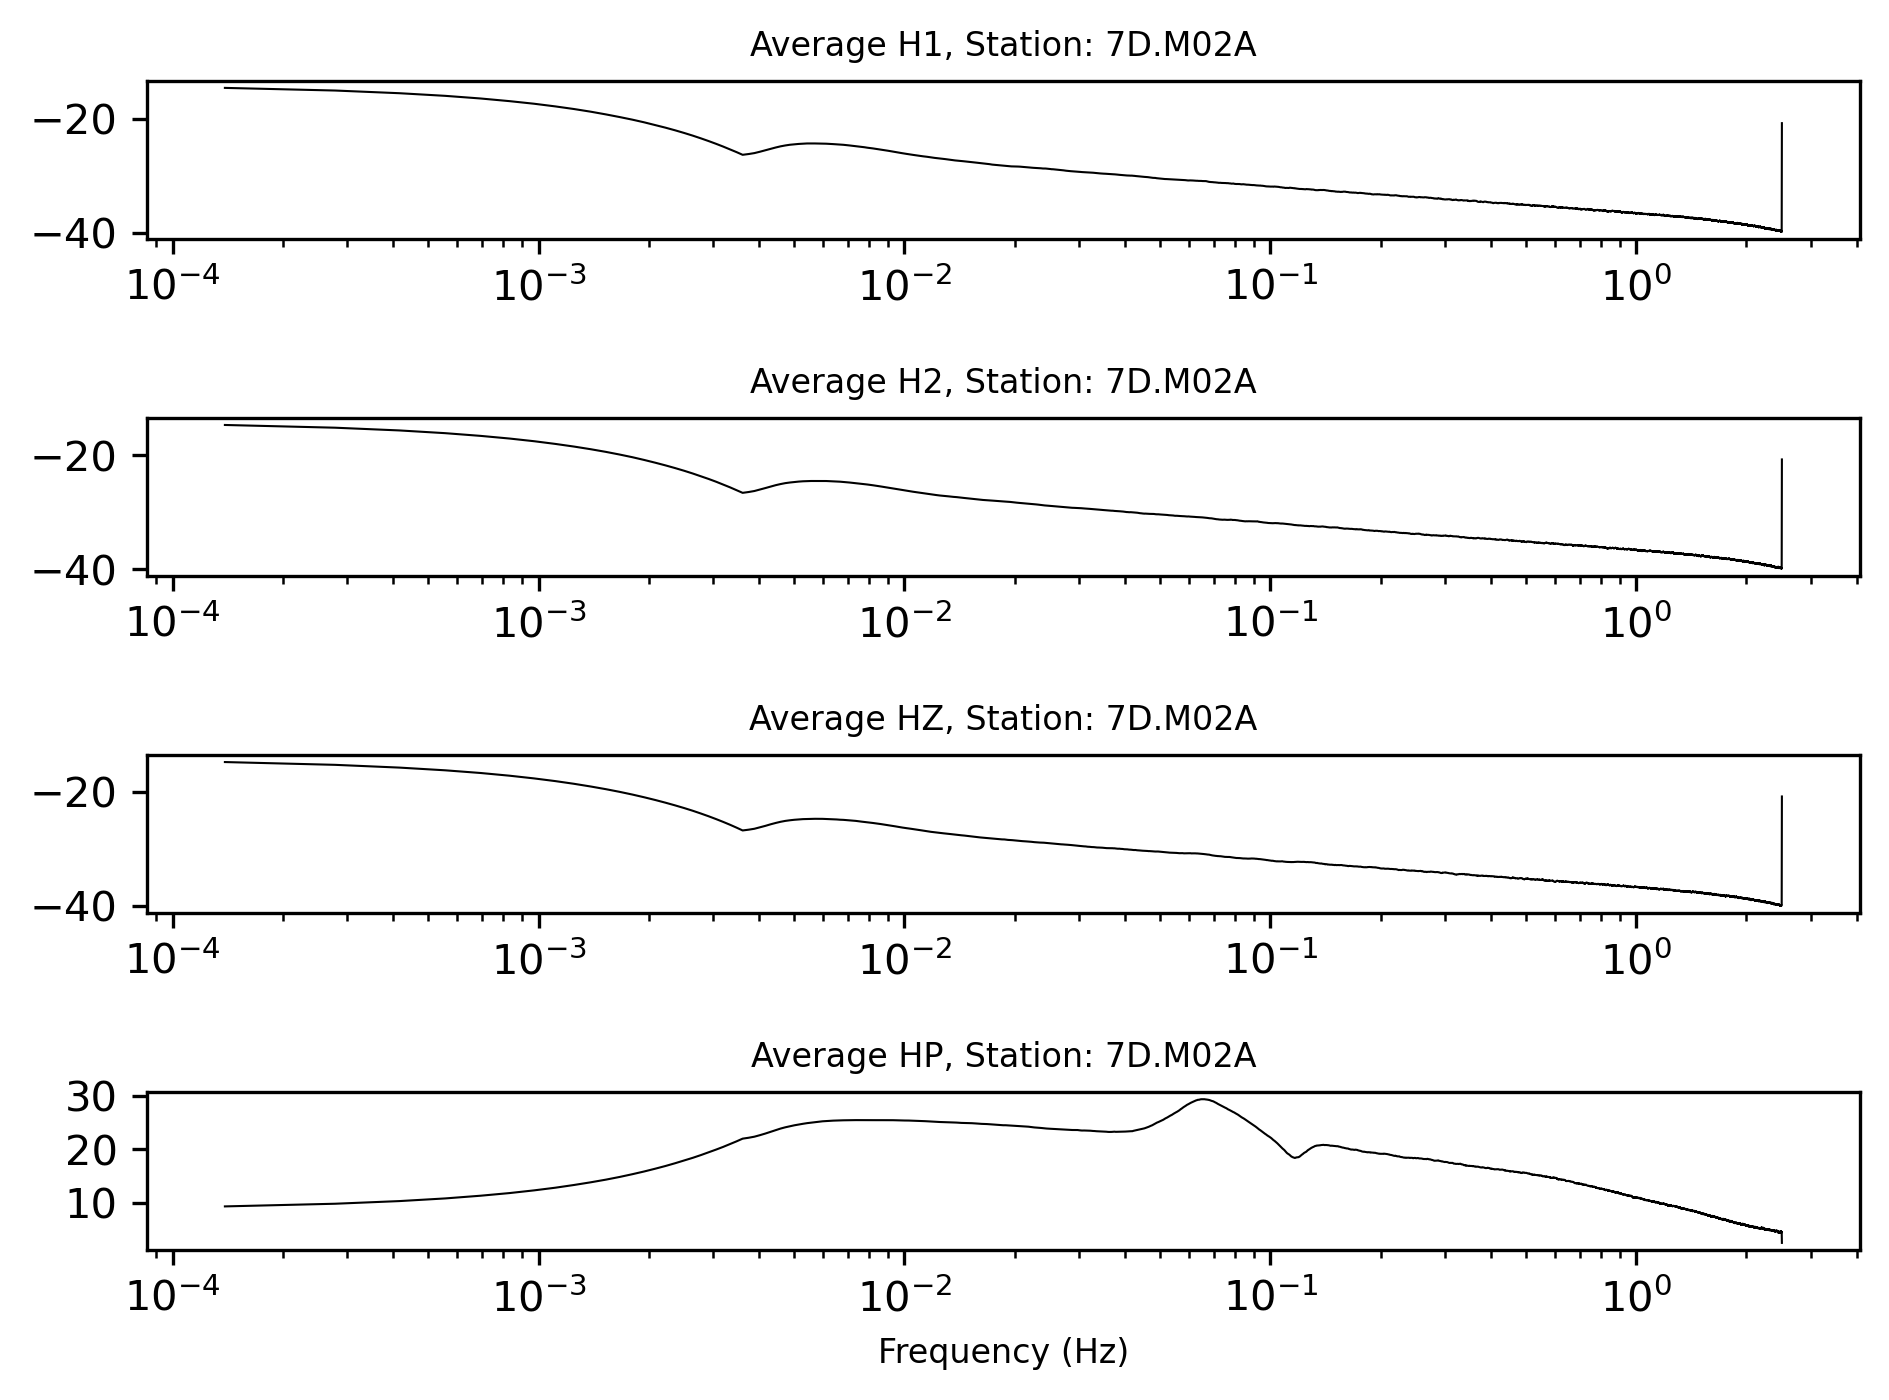 Average H1, Station: 7D.M02A
−20
−40
10⁻⁴ 10⁻³ 10⁻² 10⁻¹ 10⁰
Average H2, Station: 7D.M02A
−20
−40
10⁻⁴ 10⁻³ 10⁻² 10⁻¹ 10⁰
Average HZ, Station: 7D.M02A
−20
−40
10⁻⁴ 10⁻³ 10⁻² 10⁻¹ 10⁰
Average HP, Station: 7D.M02A
30
20
10
10⁻⁴ 10⁻³ 10⁻² 10⁻¹ 10⁰
Frequency (Hz)